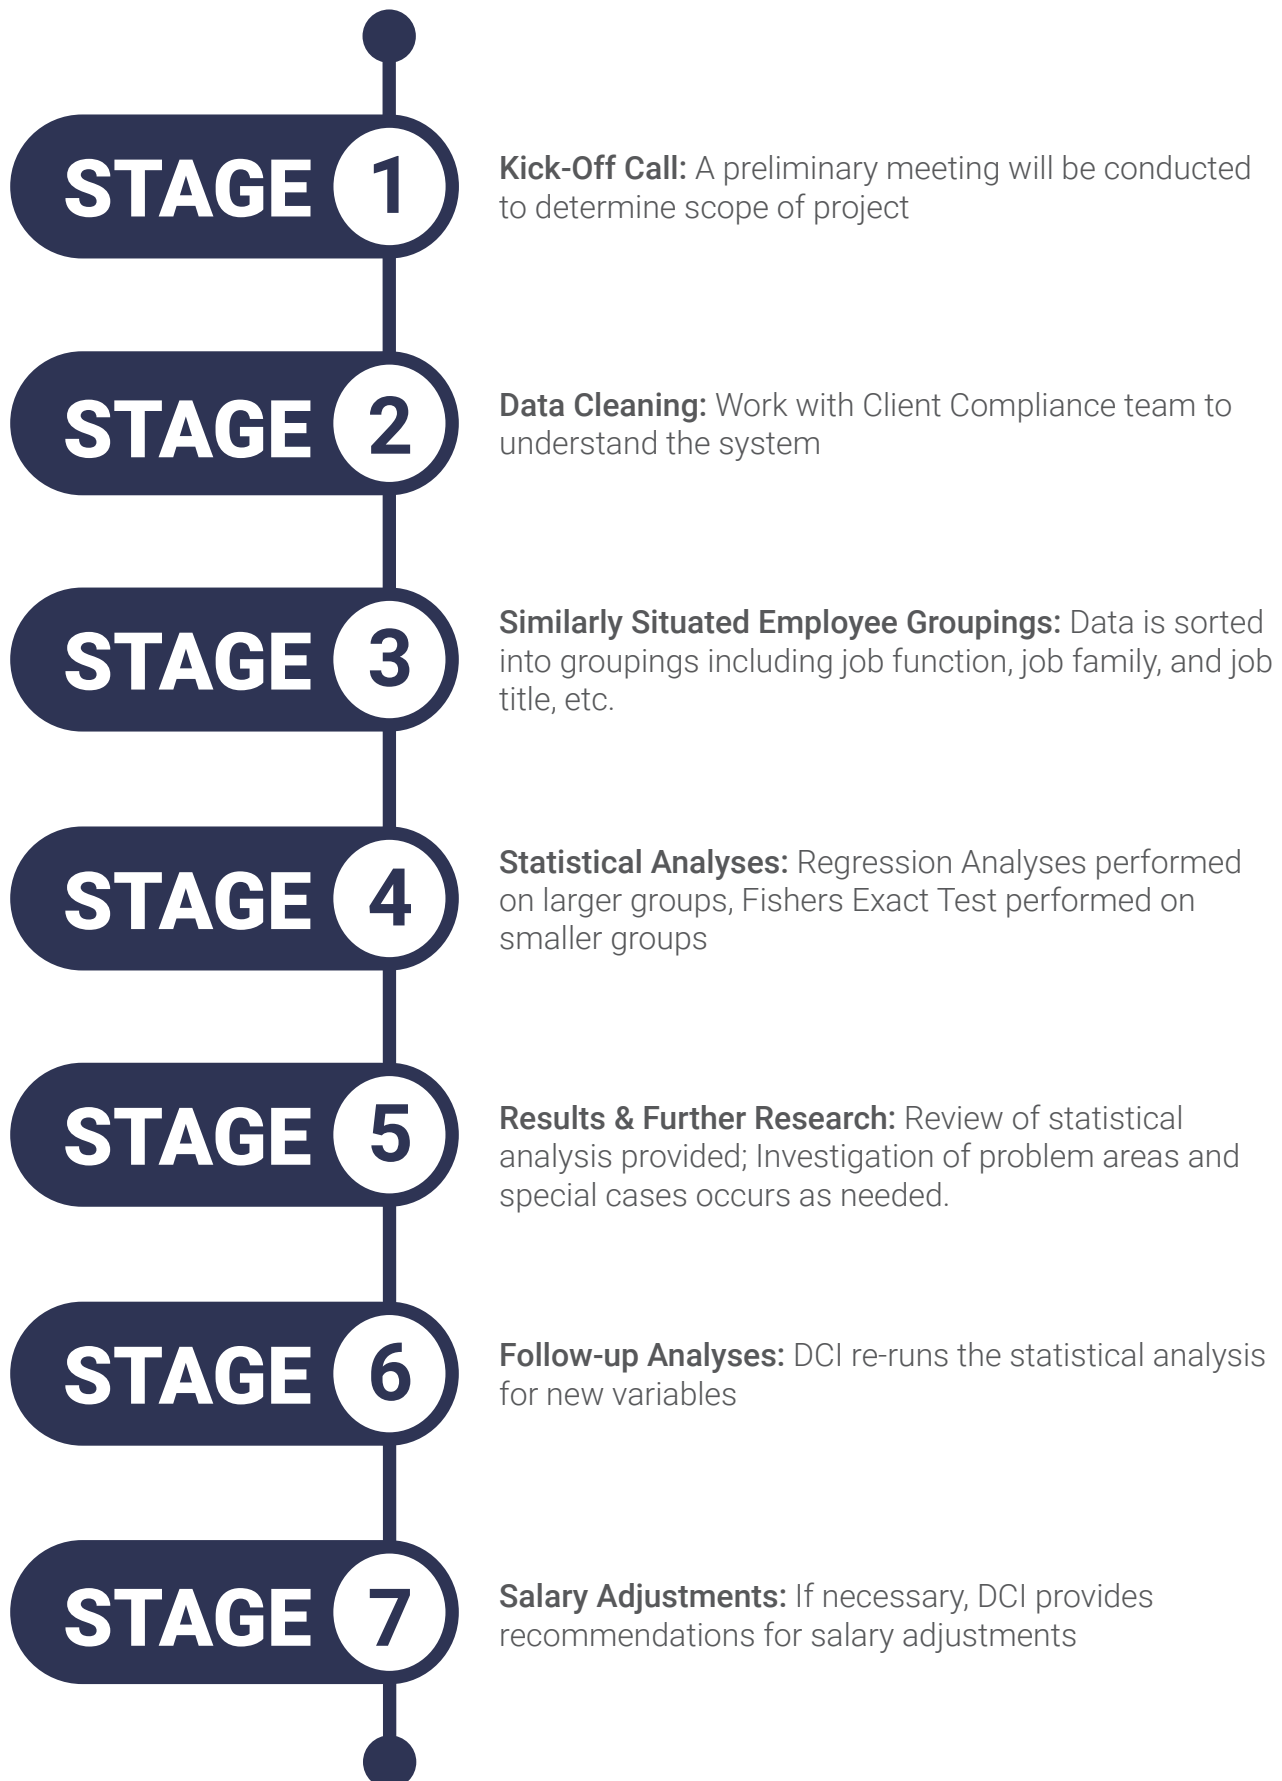 STAGE 1
Kick-Off Call: A preliminary meeting will be conducted
to determine scope of project
STAGE 2
Data Cleaning: Work with Client Compliance team to
understand the system
STAGE 3
Similarly Situated Employee Groupings: Data is sorted
into groupings including job function, job family, and job
title, etc.
STAGE 4
Statistical Analyses: Regression Analyses performed
on larger groups, Fishers Exact Test performed on
smaller groups
STAGE 5
Results & Further Research: Review of statistical
analysis provided; Investigation of problem areas and
special cases occurs as needed.
STAGE 6
Follow-up Analyses: DCI re-runs the statistical analysis
for new variables
STAGE 7
Salary Adjustments: If necessary, DCI provides
recommendations for salary adjustments